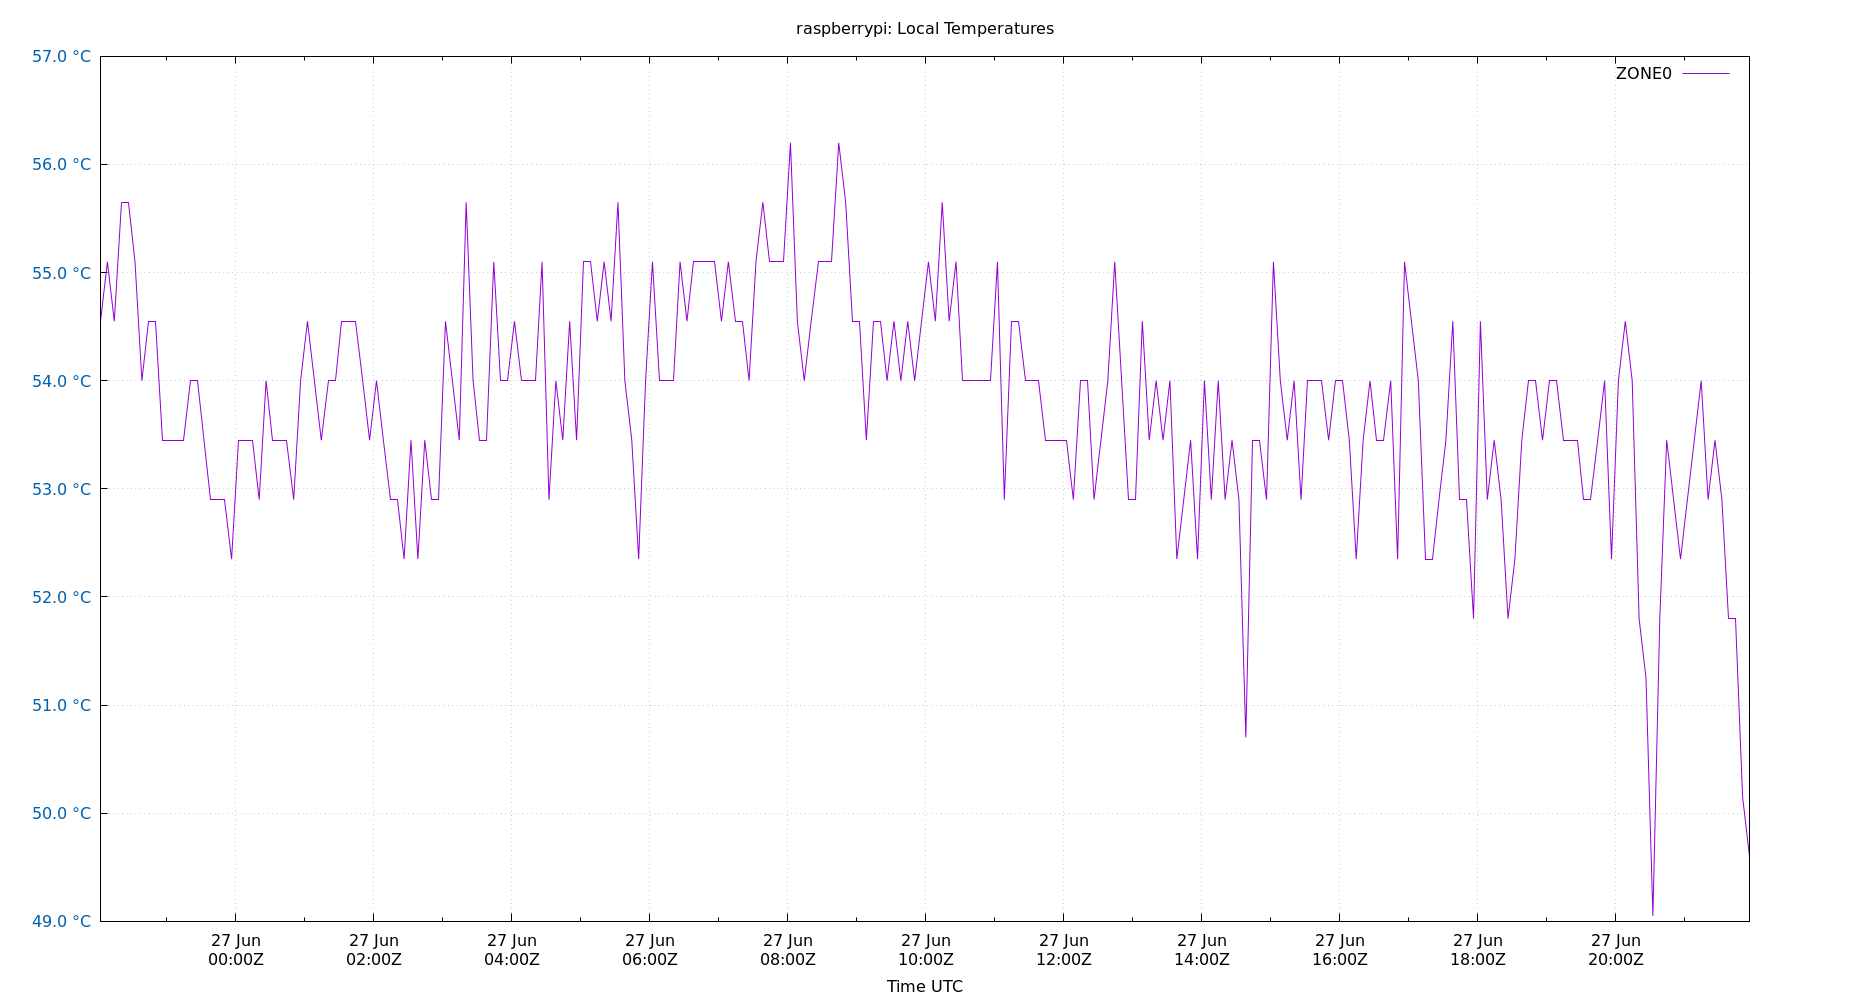 raspberrypi: Local Temperatures
57.0 °C
ZONE0
56.0 °C
55.0 °C
54.0 °C
53.0 °C
52.0 °C
51.0 °C
50.0 °C
49.0 °C
27 Jun 27 Jun 27 Jun 27 Jun 27 Jun 27 Jun 27 Jun 27 Jun 27 Jun 27 Jun 27 Jun
00:00Z 02:00Z 04:00Z 06:00Z 08:00Z 10:00Z 12:00Z 14:00Z 16:00Z 18:00Z 20:00Z
Time UTC